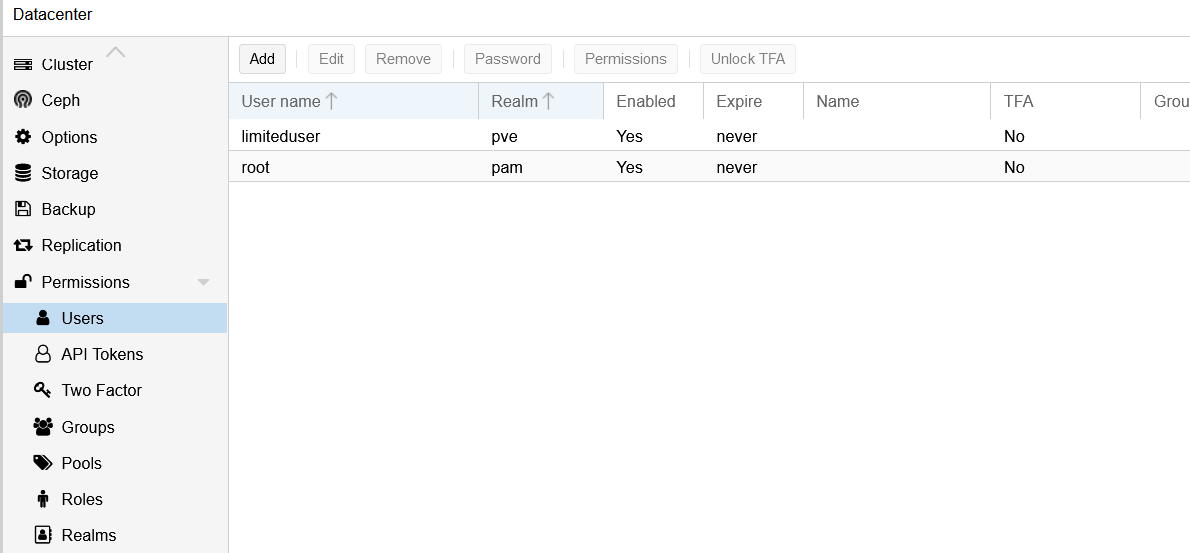 Datacenter
Cluster
Ceph
Options
Storage
Backup
Replication
Permissions
Users
API Tokens
Two Factor
Groups
Pools
Roles
Realms
Add Edit Remove Password Permissions Unlock TFA
User name Realm Enabled Expire Name TFA Grou
limiteduser pve Yes never No
root pam Yes never No